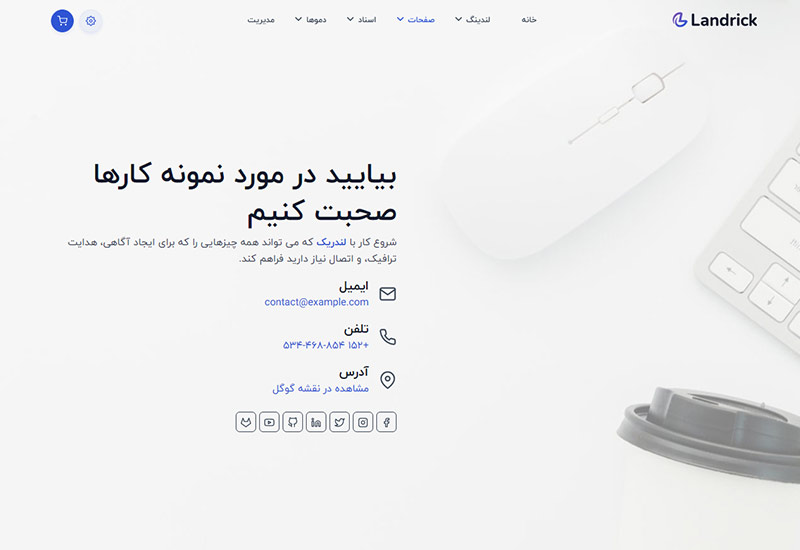 Landrick
خانه
لندینگ
صفحات
اسناد
دموها
مدیریت
بیایید در مورد نمونه کارها
صحبت کنیم
شروع کار با لندریک که می تواند همه چیزهایی را که برای ایجاد آگاهی، هدایت
ترافیک، و اتصال نیاز دارید فراهم کند.
ایمیل
contact@example.com
تلفن
+۱۵۲ ۵۳۴-۴۶۸-۸۵۴
آدرس
مشاهده در نقشه گوگل